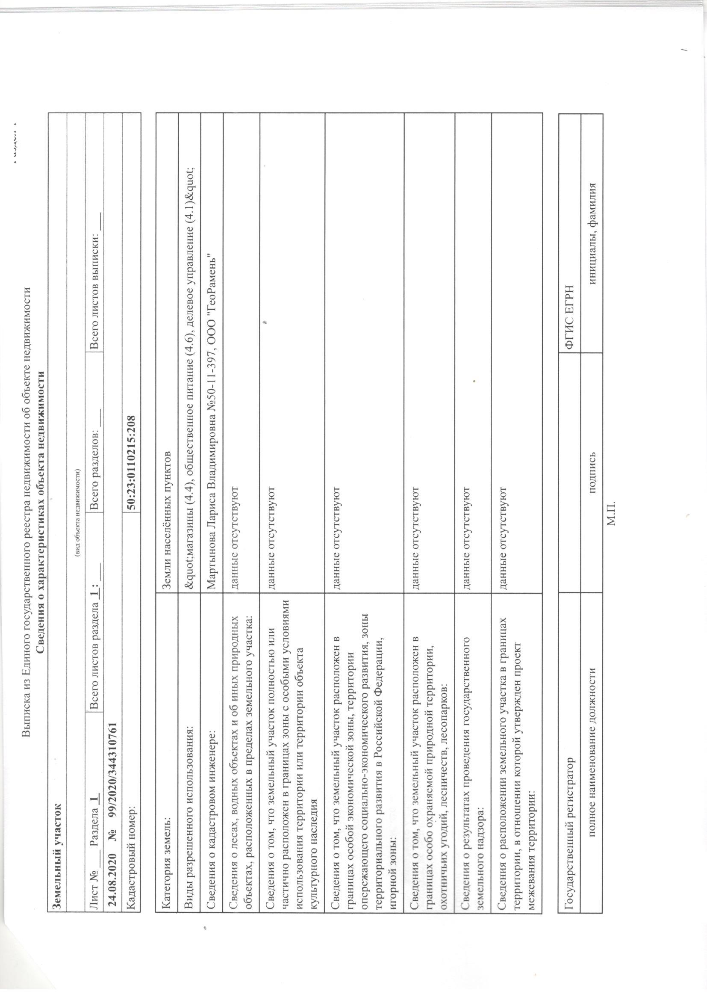 Раздел 1
Выписка из Единого государственного реестра недвижимости об объекте недвижимости
Сведения о характеристиках объекта недвижимости
Земельный участок
(вид объекта недвижимости)
Лист № ___ Раздела 1 Всего листов раздела 1 : ___ Всего разделов: ___ Всего листов выписки: ___
24.08.2020 № 99/2020/344310761
Кадастровый номер: 50:23:0110215:208
Категория земель: Земли населённых пунктов
Виды разрешенного использования: &quot;магазины (4.4), общественное питание (4.6), делевое управление (4.1)&quot;
Сведения о кадастровом инженере: Мартынова Лариса Владимировна №50-11-397, ООО "ГеоРамень"
Сведения о лесах, водных объектах и об иных природных данные отсутствуют
объектах, расположенных в пределах земельного участка:
Сведения о том, что земельный участок полностью или данные отсутствуют
частично расположен в границах зоны с особыми условиями
использования территории или территории объекта
культурного наследия
Сведения о том, что земельный участок расположен в данные отсутствуют
границах особой экономической зоны, территории
опережающего социально-экономического развития, зоны
территориального развития в Российской Федерации,
игорной зоны:
Сведения о том, что земельный участок расположен в данные отсутствуют
границах особо охраняемой природной территории,
охотничьих угодий, лесничеств, лесопарков:
Сведения о результатах проведения государственного данные отсутствуют
земельного надзора:
Сведения о расположении земельного участка в границах данные отсутствуют
территории, в отношении которой утвержден проект
межевания территории:
Государственный регистратор ФГИС ЕГРН
полное наименование должности подпись инициалы, фамилия
М.П.